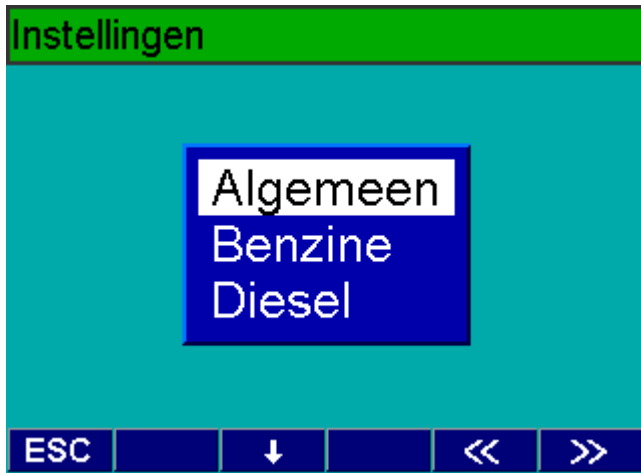 Instellingen
Algemeen
Benzine
Diesel
ESC ↓ << >>